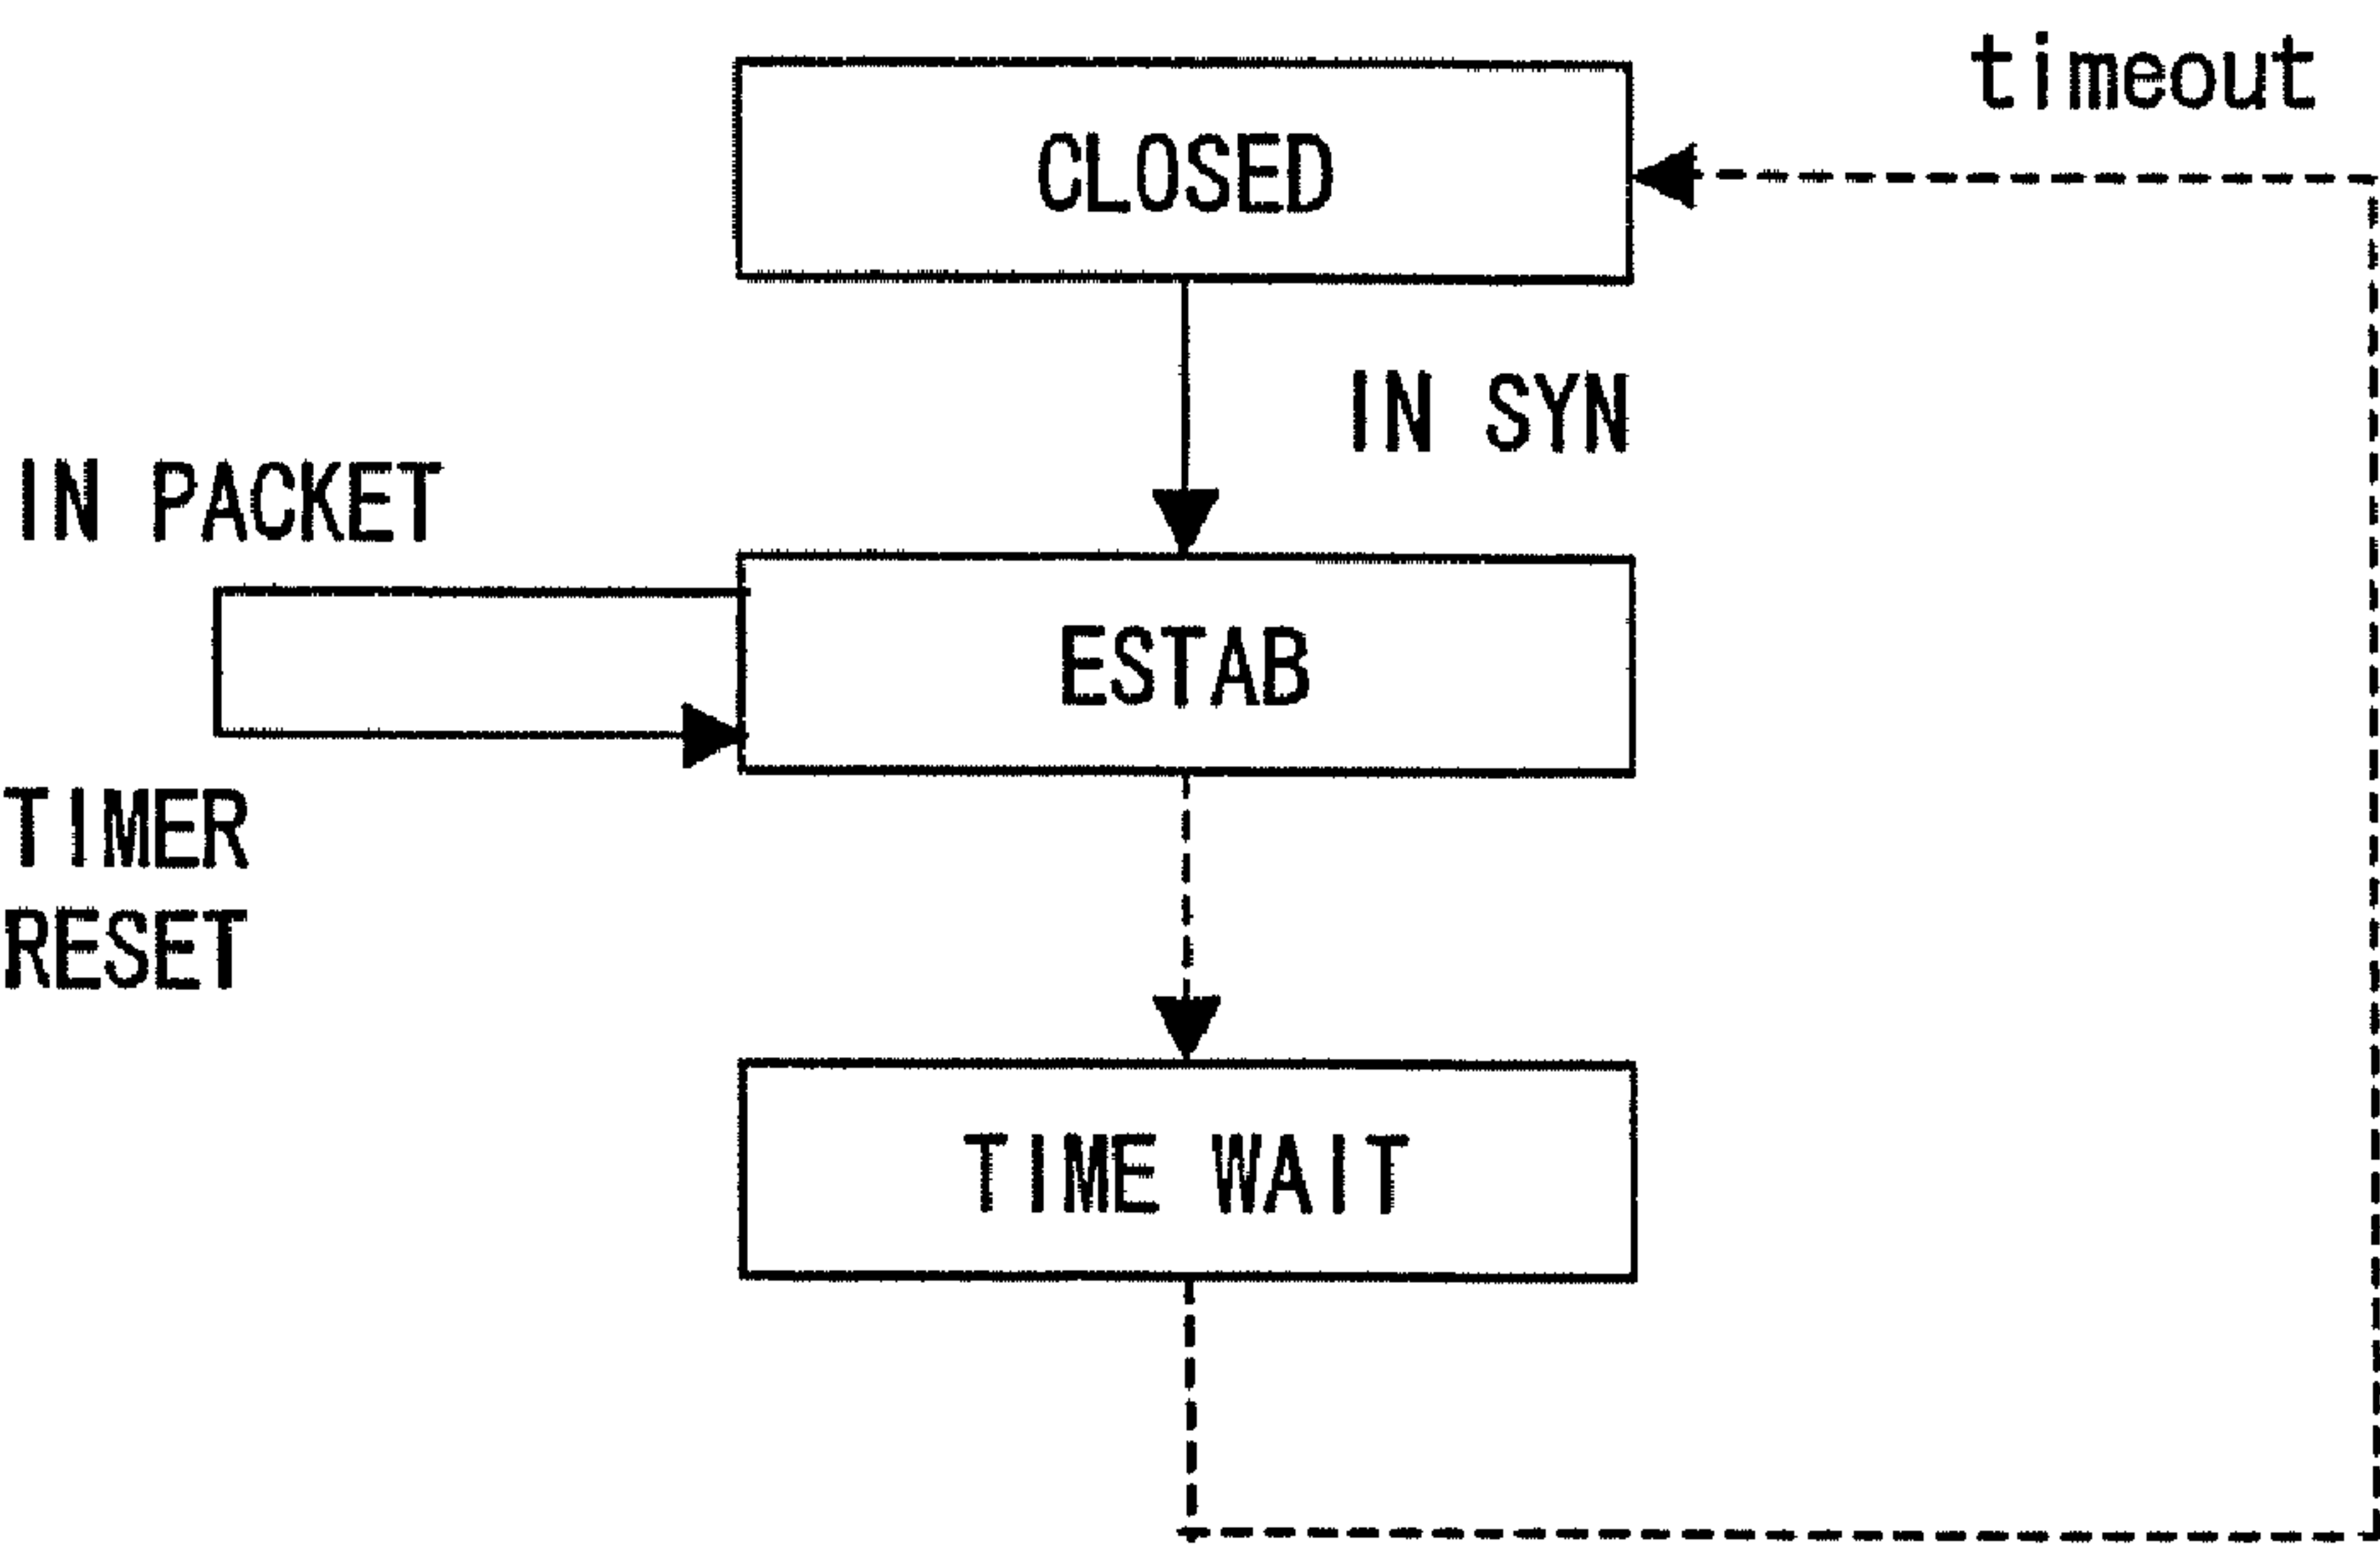 timeout
CLOSED
IN SYN
IN PACKET
ESTAB
TIMER
RESET
TIME WAIT